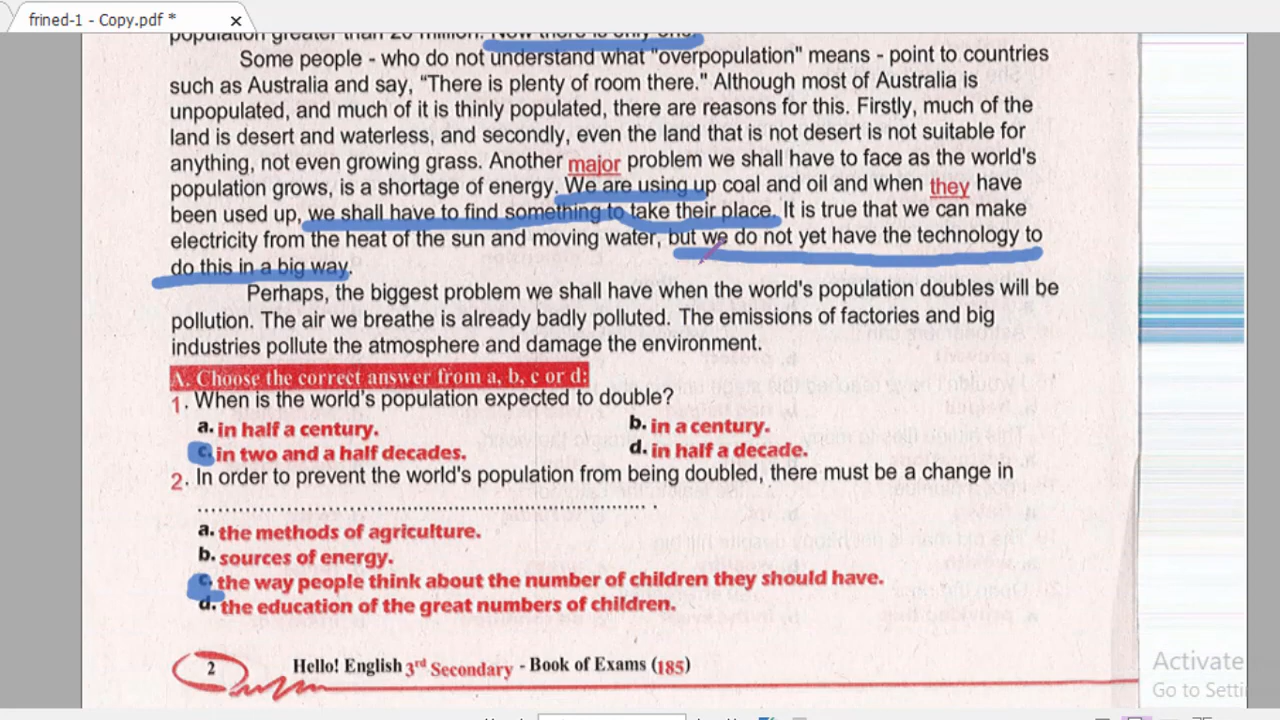 frined-1 - Copy.pdf *
population greater than 20 million. Now there is only one.
Some people - who do not understand what "overpopulation" means - point to countries
such as Australia and say, "There is plenty of room there." Although most of Australia is
unpopulated, and much of it is thinly populated, there are reasons for this. Firstly, much of the
land is desert and waterless, and secondly, even the land that is not desert is not suitable for
anything, not even growing grass. Another major problem we shall have to face as the world's
population grows, is a shortage of energy. We are using up coal and oil and when they have
been used up, we shall have to find something to take their place. It is true that we can make
electricity from the heat of the sun and moving water, but we do not yet have the technology to
do this in a big way.
Perhaps, the biggest problem we shall have when the world's population doubles will be
pollution. The air we breathe is already badly polluted. The emissions of factories and big
industries pollute the atmosphere and damage the environment.
A. Choose the correct answer from a, b, c or d:
1. When is the world's population expected to double?
a. in half a century. b. in a century.
c. in two and a half decades. d. in half a decade.
2. In order to prevent the world's population from being doubled, there must be a change in
.................................................................................... .
a. the methods of agriculture.
b. sources of energy.
c. the way people think about the number of children they should have.
d. the education of the great numbers of children.
2 Hello! English 3rd Secondary - Book of Exams (185)
Activate
Go to Setti